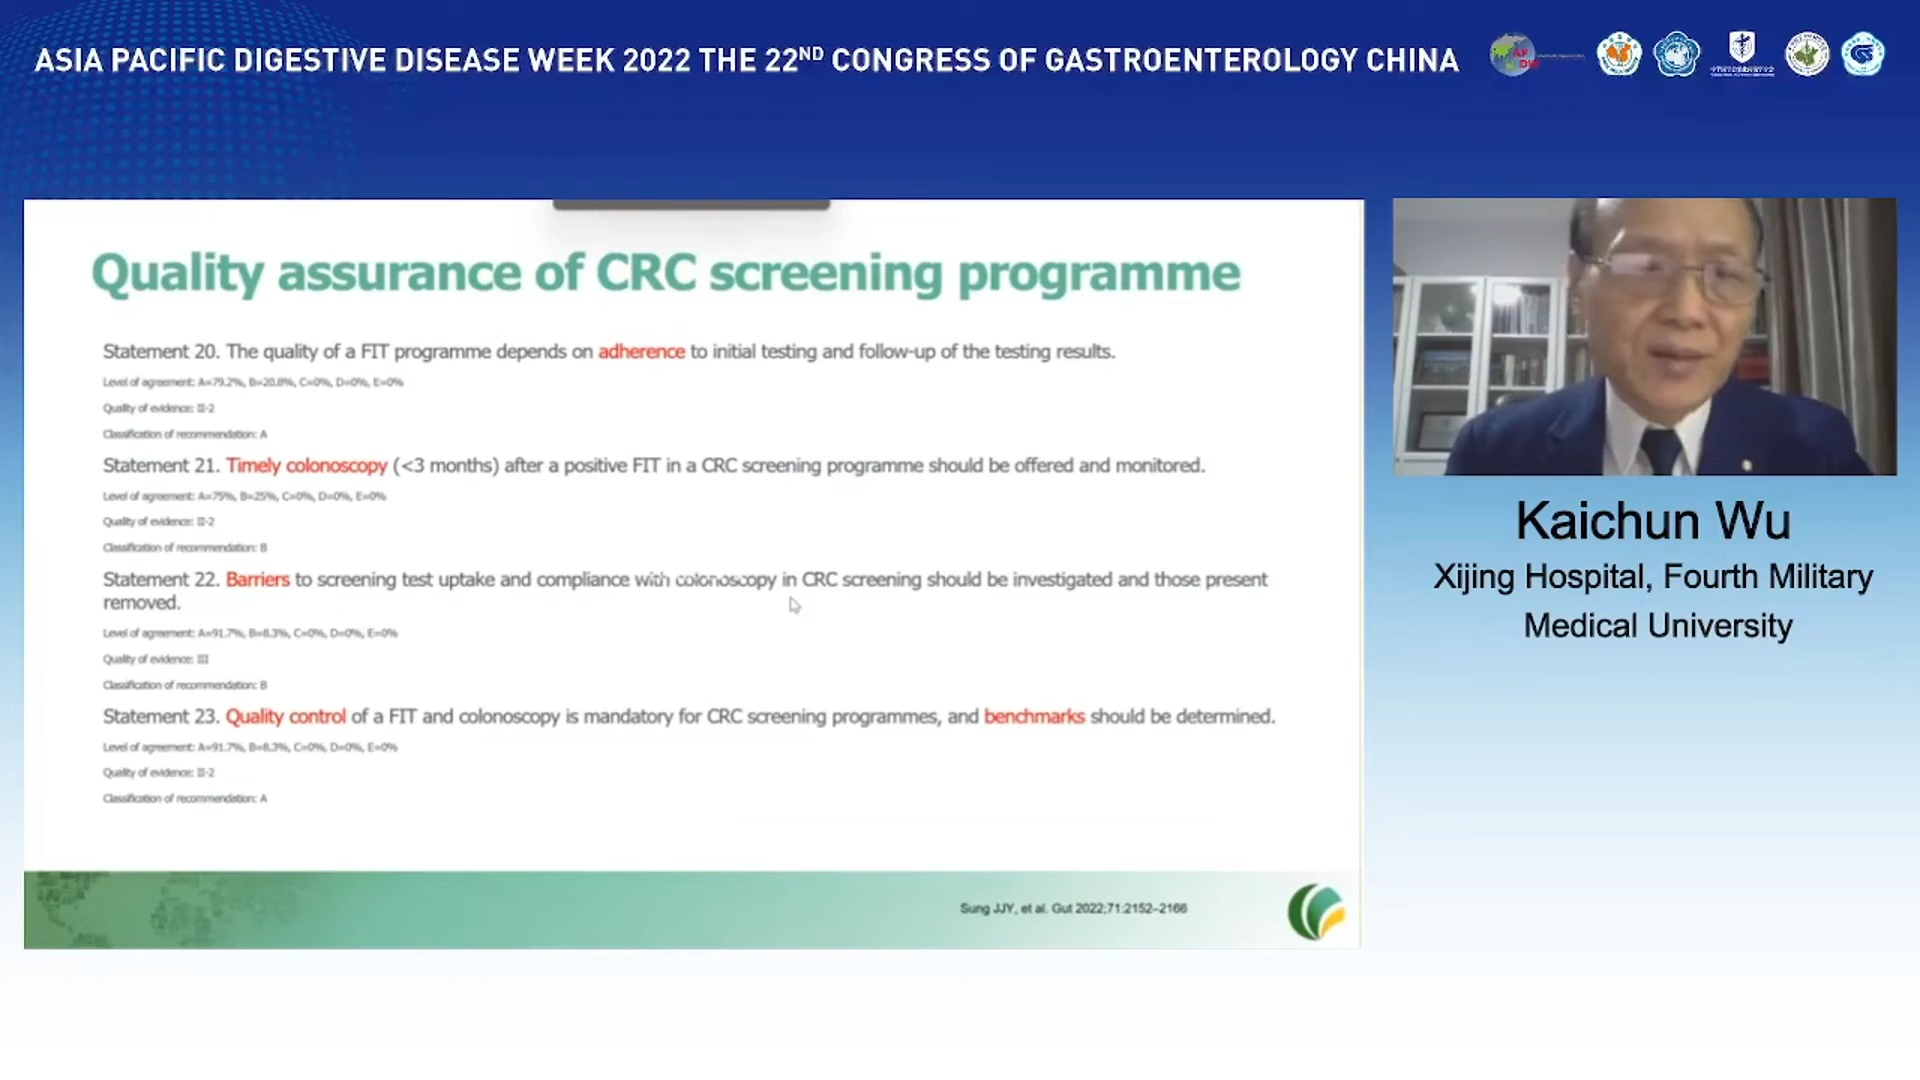 ASIA PACIFIC DIGESTIVE DISEASE WEEK 2022 THE 22ND CONGRESS OF GASTROENTEROLOGY CHINA
Quality assurance of CRC screening programme
Statement 20. The quality of a FIT programme depends on adherence to initial testing and follow-up of the testing results.
Level of agreement: A=79.2%, B=20.8%, C=0%, D=0%, E=0%
Quality of evidence: II-2
Classification of recommendation: A
Statement 21. Timely colonoscopy (<3 months) after a positive FIT in a CRC screening programme should be offered and monitored.
Level of agreement: A=75%, B=25%, C=0%, D=0%, E=0%
Quality of evidence: II-2
Classification of recommendation: B
Statement 22. Barriers to screening test uptake and compliance with colonoscopy in CRC screening should be investigated and those present
removed.
Level of agreement: A=91.7%, B=8.3%, C=0%, D=0%, E=0%
Quality of evidence: III
Classification of recommendation: B
Statement 23. Quality control of a FIT and colonoscopy is mandatory for CRC screening programmes, and benchmarks should be determined.
Level of agreement: A=91.7%, B=8.3%, C=0%, D=0%, E=0%
Quality of evidence: II-2
Classification of recommendation: A
Sung JJY, et al. Gut 2022;71:2152–2166
Kaichun Wu
Xijing Hospital, Fourth Military
Medical University